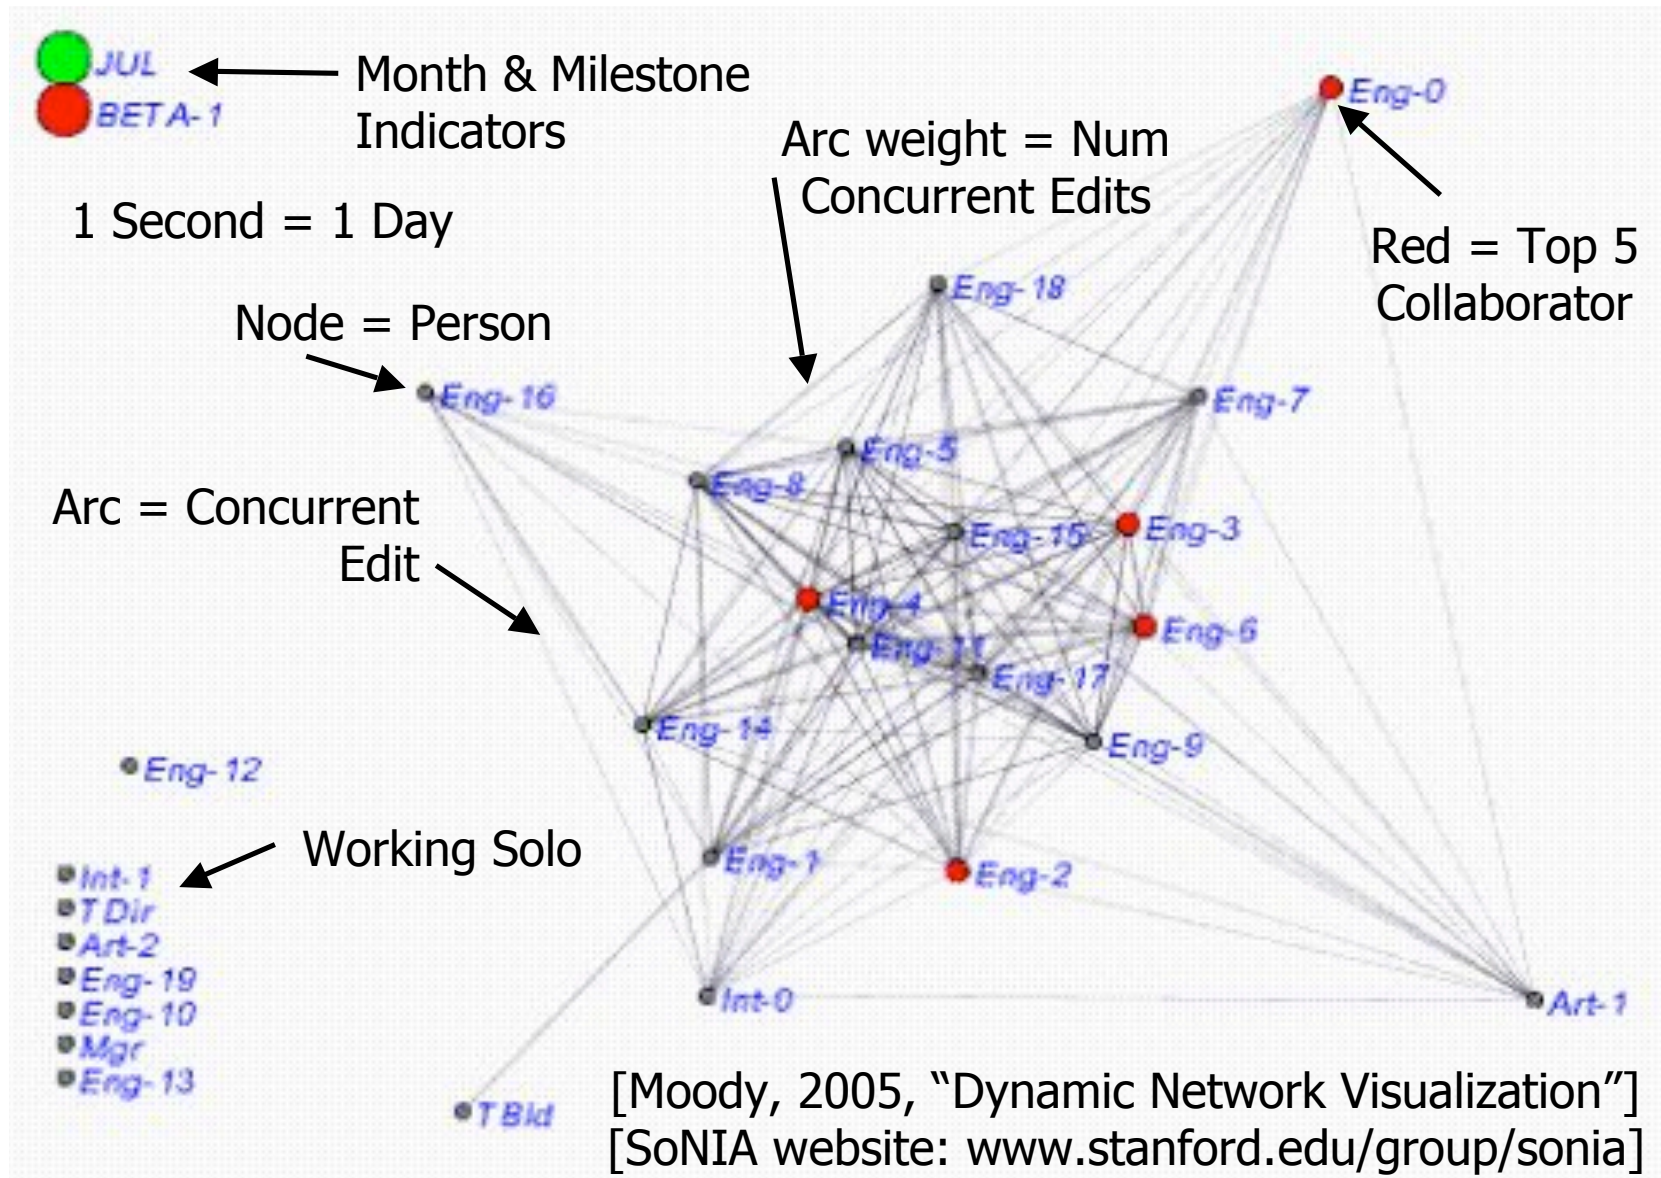 JUL
BETA-1
Month & Milestone
Indicators
Eng-0
Arc weight = Num
Concurrent Edits
1 Second = 1 Day
Red = Top 5
Collaborator
Eng-18
Node = Person
Eng-16
Eng-7
Eng-5
Eng-8
Arc = Concurrent
Edit
Eng-15
Eng-3
Eng-4
Eng-6
Eng-11
Eng-17
Eng-14
Eng-9
Eng-12
Working Solo
Eng-1
Eng-2
Int-1
TDir
Art-2
Eng-19
Eng-10
Mgr
Eng-13
Int-0
Art-1
TBld
[Moody, 2005, “Dynamic Network Visualization”]
[SoNIA website: www.stanford.edu/group/sonia]